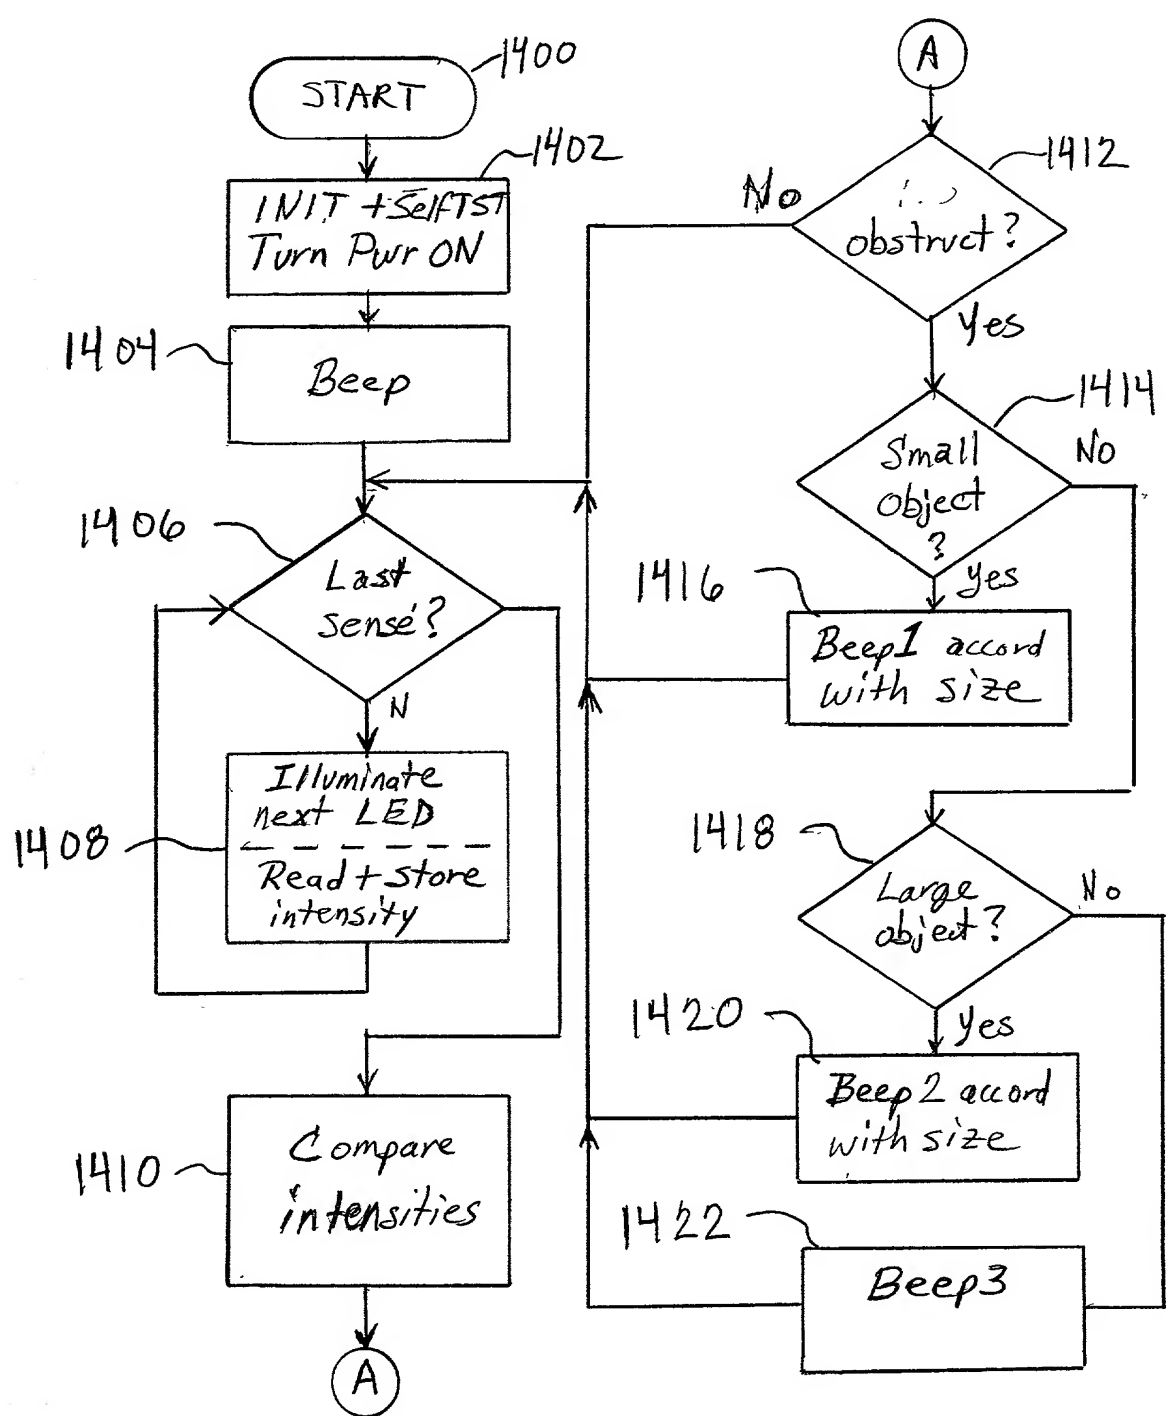 1400
START
1402
INIT + SelfTST
Turn Pwr ON
1404
Beep
1406
Last
sense?
N
Illuminate
next LED
1408
Read + store
intensity
1410
Compare
intensities
A
A
1412
No
obstruct?
Yes
1414
Small
object
?
No
Yes
1416
Beep1 accord
with size
1418
Large
object?
No
Yes
1420
Beep2 accord
with size
1422
Beep3